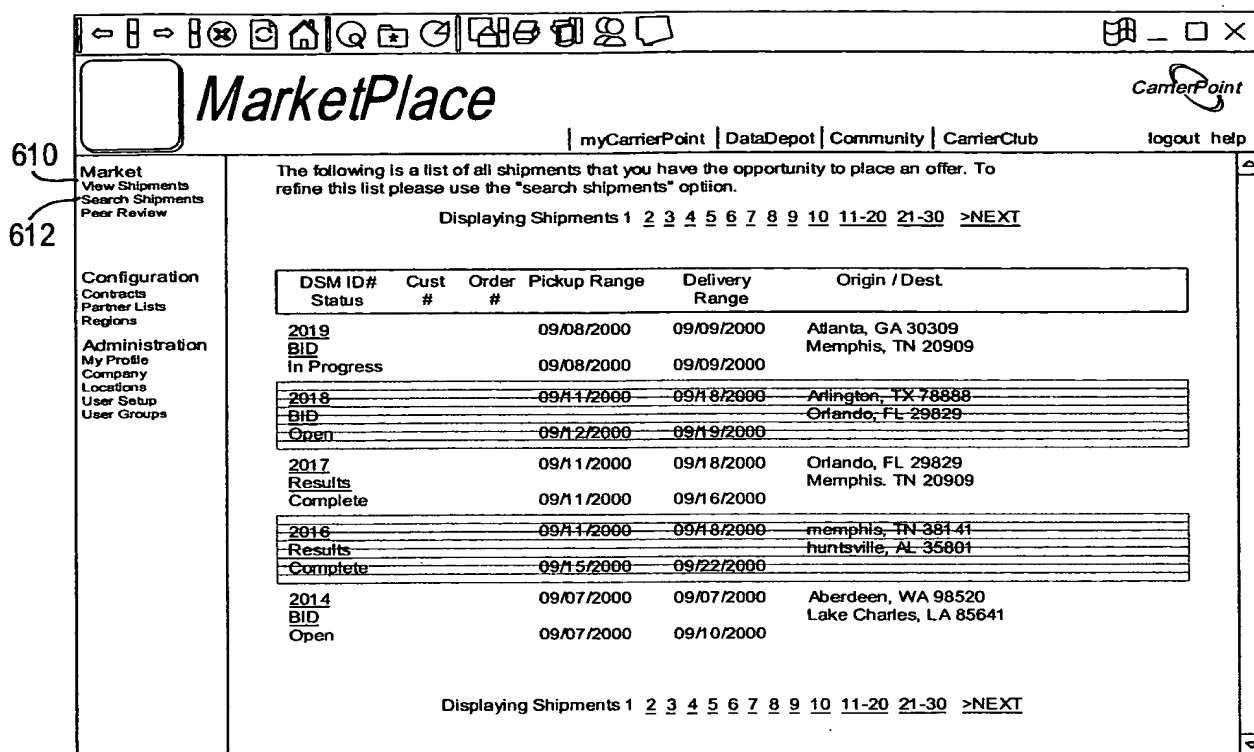 MarketPlace
CarrierPoint
myCarrierPoint | DataDepot | Community | CarrierClub
logout help
610
612
Market
View Shipments
Search Shipments
Peer Review
Configuration
Contracts
Partner Lists
Regions
Administration
My Profile
Company
Locations
User Setup
User Groups
The following is a list of all shipments that you have the opportunity to place an offer. To
refine this list please use the "search shipments" optiion.
Displaying Shipments 1 2 3 4 5 6 7 8 9 10 11-20 21-30 >NEXT
DSM ID# Cust Order Pickup Range Delivery Origin / Dest.
Status # # Range
2019 09/08/2000 09/09/2000 Atlanta, GA 30309
BID Memphis, TN 20909
In Progress 09/08/2000 09/09/2000
2018 09/11/2000 09/18/2000 Arlington, TX 78888
BID Orlando, FL 29829
Open 09/12/2000 09/19/2000
2017 09/11/2000 09/18/2000 Orlando, FL 29829
Results Memphis. TN 20909
Complete 09/11/2000 09/16/2000
2016 09/11/2000 09/18/2000 memphis, TN 38141
Results huntsville, AL 35801
Complete 09/15/2000 09/22/2000
2014 09/07/2000 09/07/2000 Aberdeen, WA 98520
BID Lake Charles, LA 85641
Open 09/07/2000 09/10/2000
Displaying Shipments 1 2 3 4 5 6 7 8 9 10 11-20 21-30 >NEXT